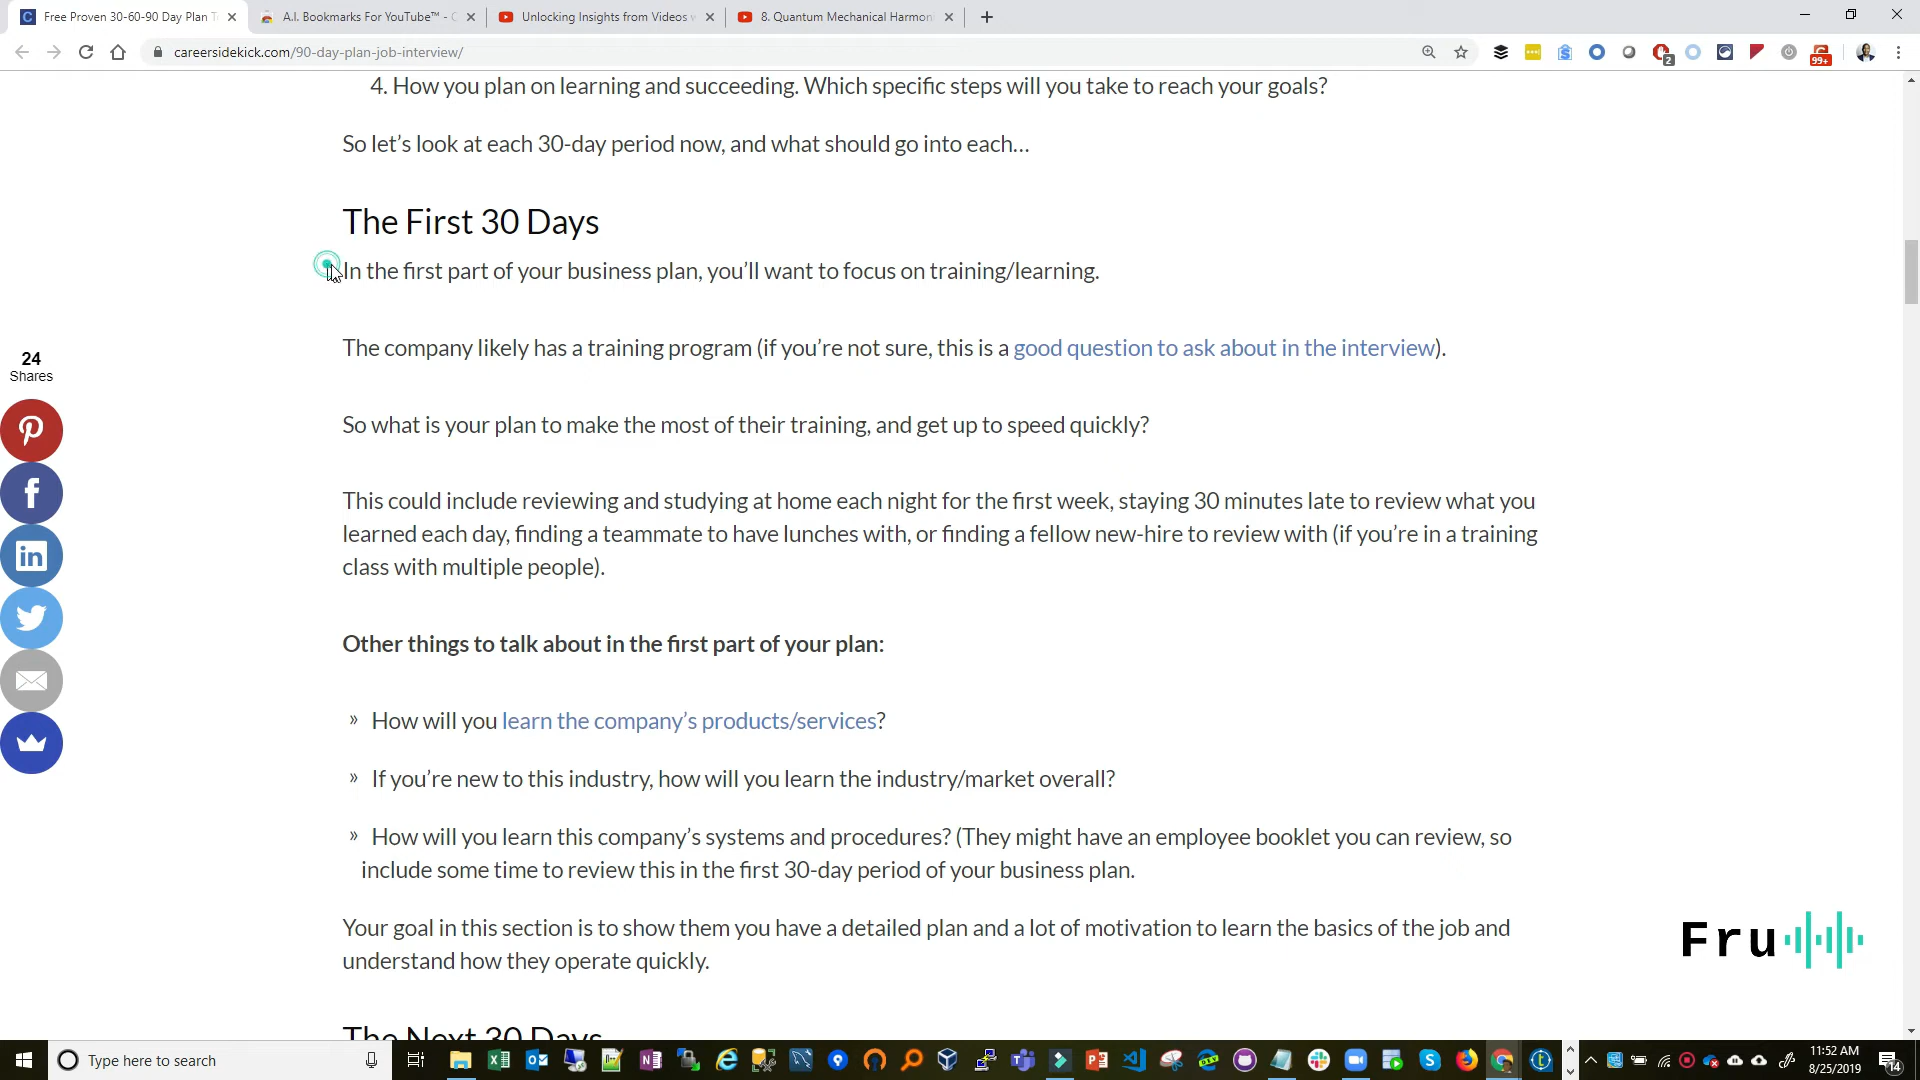 Free Proven 30-60-90 Day Plan T
A.I. Bookmarks For YouTube™ - C
Unlocking Insights from Videos w
8. Quantum Mechanical Harmoni
careersidekick.com/90-day-plan-job-interview/
2
99+
4. How you plan on learning and succeeding. Which specific steps will you take to reach your goals?
So let’s look at each 30-day period now, and what should go into each…
The First 30 Days
In the first part of your business plan, you’ll want to focus on training/learning.
The company likely has a training program (if you’re not sure, this is a good question to ask about in the interview).
24
Shares
So what is your plan to make the most of their training, and get up to speed quickly?
This could include reviewing and studying at home each night for the first week, staying 30 minutes late to review what you
learned each day, finding a teammate to have lunches with, or finding a fellow new-hire to review with (if you’re in a training
class with multiple people).
Other things to talk about in the first part of your plan:
» How will you learn the company’s products/services?
» If you’re new to this industry, how will you learn the industry/market overall?
» How will you learn this company’s systems and procedures? (They might have an employee booklet you can review, so
include some time to review this in the first 30-day period of your business plan.
Your goal in this section is to show them you have a detailed plan and a lot of motivation to learn the basics of the job and
understand how they operate quickly.
Fru
The Next 30 Days
Type here to search
11:52 AM
8/25/2019
14